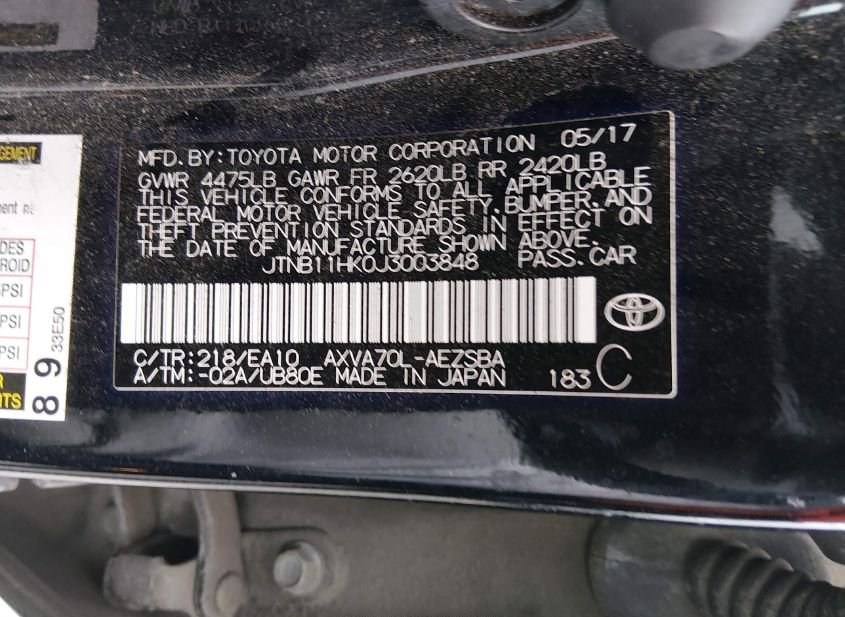 MFD. BY: TOYOTA MOTOR CORPORATION 05/17
GVWR 4475LB GAWR FR 2620LB RR 2420LB
THIS VEHICLE CONFORMS TO ALL APPLICABLE
FEDERAL MOTOR VEHICLE SAFETY, BUMPER, AND
THEFT PREVENTION STANDARDS IN EFFECT ON
THE DATE OF MANUFACTURE SHOWN ABOVE.
JTNB11HK0J3003848 PASS. CAR
C/TR: 218/EA10 AXVA70L-AEZSBA
A/TM: -02A/UB80E MADE IN JAPAN 183 C
PSI
PSI
PSI
89 33E50